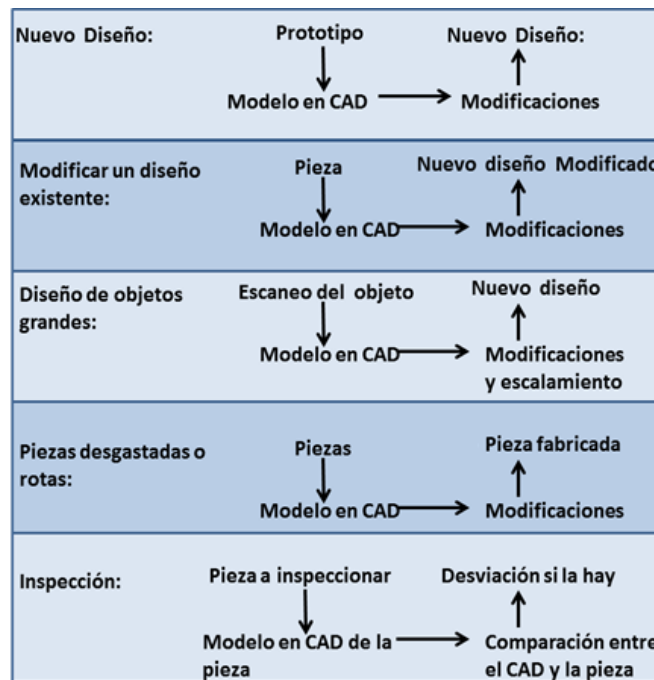 Nuevo Diseño:
Prototipo
Nuevo Diseño:
Modelo en CAD
Modificaciones
Modificar un diseño
existente:
Pieza
Nuevo diseño Modificado
Modelo en CAD
Modificaciones
Diseño de objetos
grandes:
Escaneo del objeto
Nuevo diseño
Modelo en CAD
Modificaciones
y escalamiento
Piezas desgastadas o
rotas:
Piezas
Pieza fabricada
Modelo en CAD
Modificaciones
Inspección:
Pieza a inspeccionar
Desviación si la hay
Modelo en CAD de la
pieza
Comparación entre
el CAD y la pieza